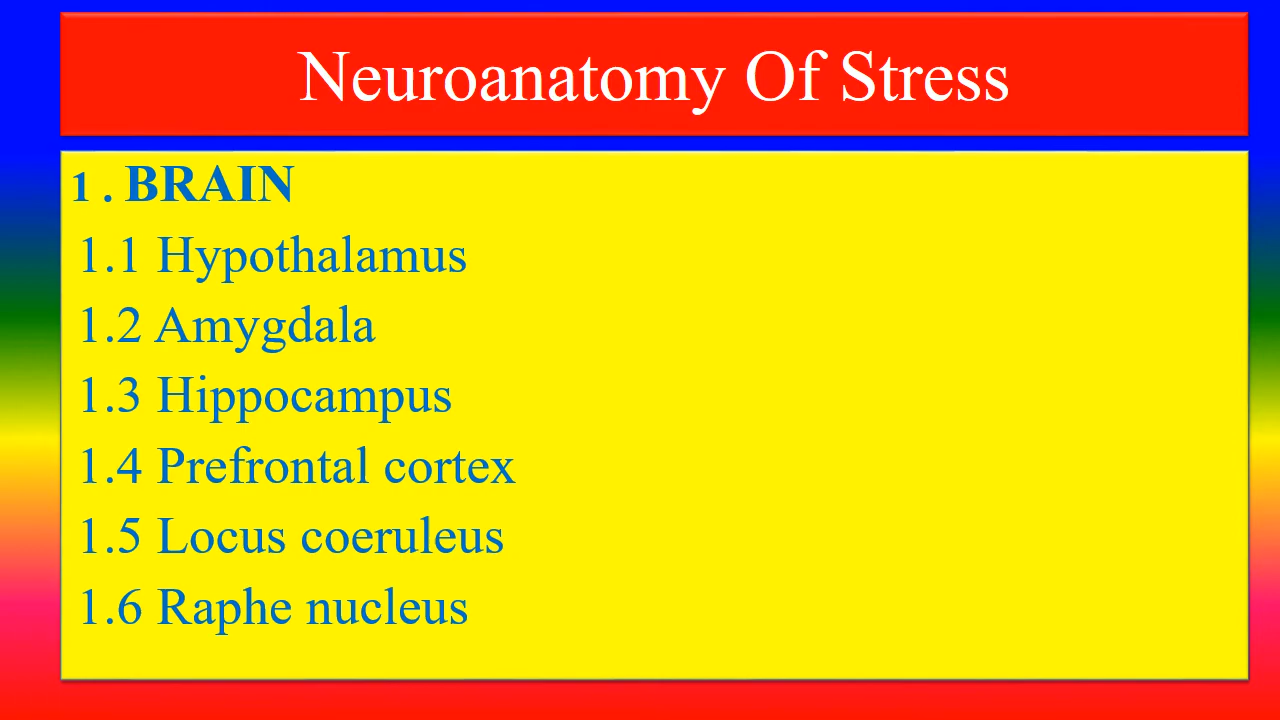 Neuroanatomy Of Stress
1 . BRAIN
1.1 Hypothalamus
1.2 Amygdala
1.3 Hippocampus
1.4 Prefrontal cortex
1.5 Locus coeruleus
1.6 Raphe nucleus